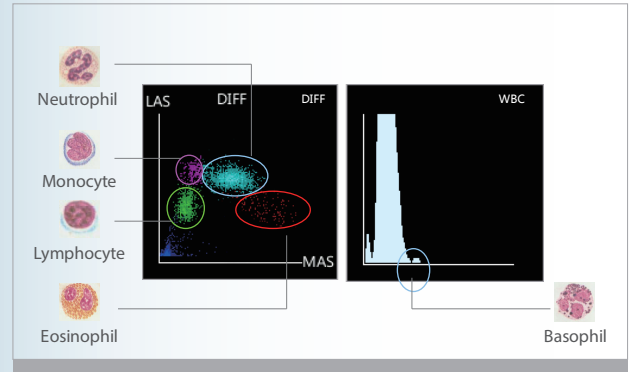 Neutrophil
Monocyte
Lymphocyte
Eosinophil
LAS
DIFF
DIFF
MAS
WBC
Basophil